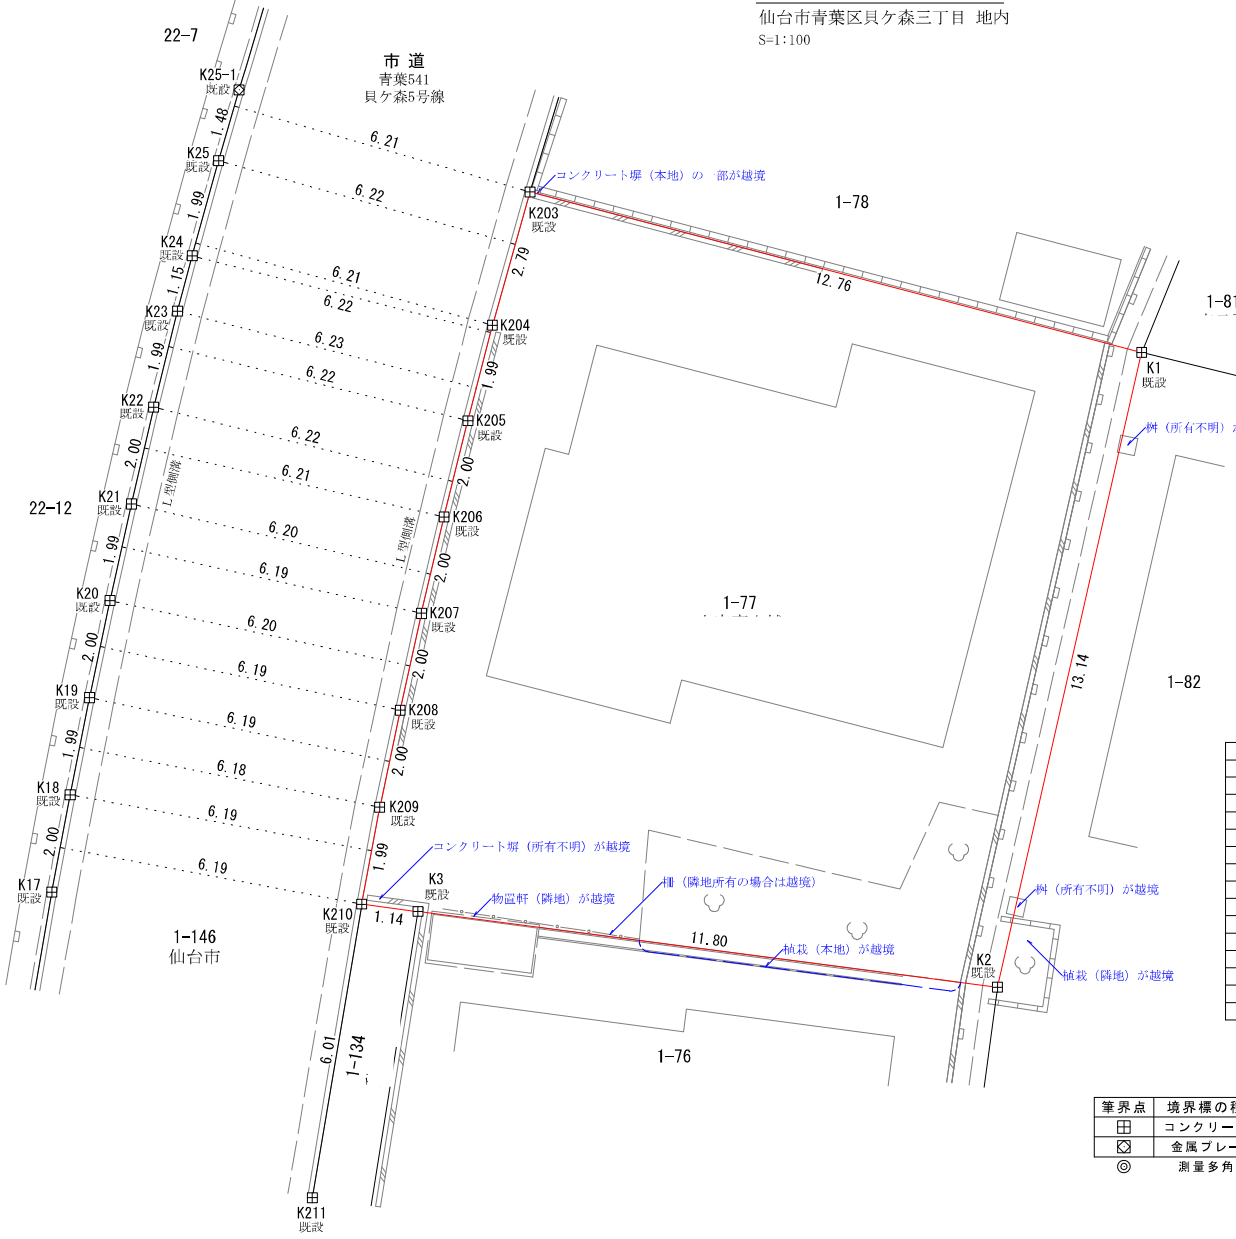 仙台市青葉区貝ケ森三丁目 地内
S=1:100
22-7
市 道
青葉541
貝ケ森5号線
K25-1
既設
1.48
6.21
K25
既設
6.22
コンクリート塀（本地）の一部が越境
K203
既設
1-78
1.99
2.79
K24
既設
6.21
6.22
12.76
1.15
K204
既設
1-81
K23
既設
6.23
K1
既設
1.99
6.22
1.99
K22
既設
K205
既設
6.22
桝（所有不明）が
2.00
6.21
2.00
L型側溝
22-12
K21
既設
K206
既設
L型側溝
6.20
1.99
6.19
2.00
K20
既設
1-77
K207
既設
6.20
2.00
6.19
2.00
13.14
1-82
K19
既設
K208
既設
6.19
1.99
6.18
2.00
K18
既設
K209
既設
6.19
2.00
1.99
コンクリート塀（所有不明）が越境
6.19
K17
既設
K3
既設
柵（隣地所有の場合は越境）
物置軒（隣地）が越境
桝（所有不明）が越境
K210
既設
1.14
1-146
仙台市
11.80
植栽（本地）が越境
K2
既設
植栽（隣地）が越境
6.01
1-134
1-76
筆界点
コンクリー
金属プレー
測量多角
K211
既設